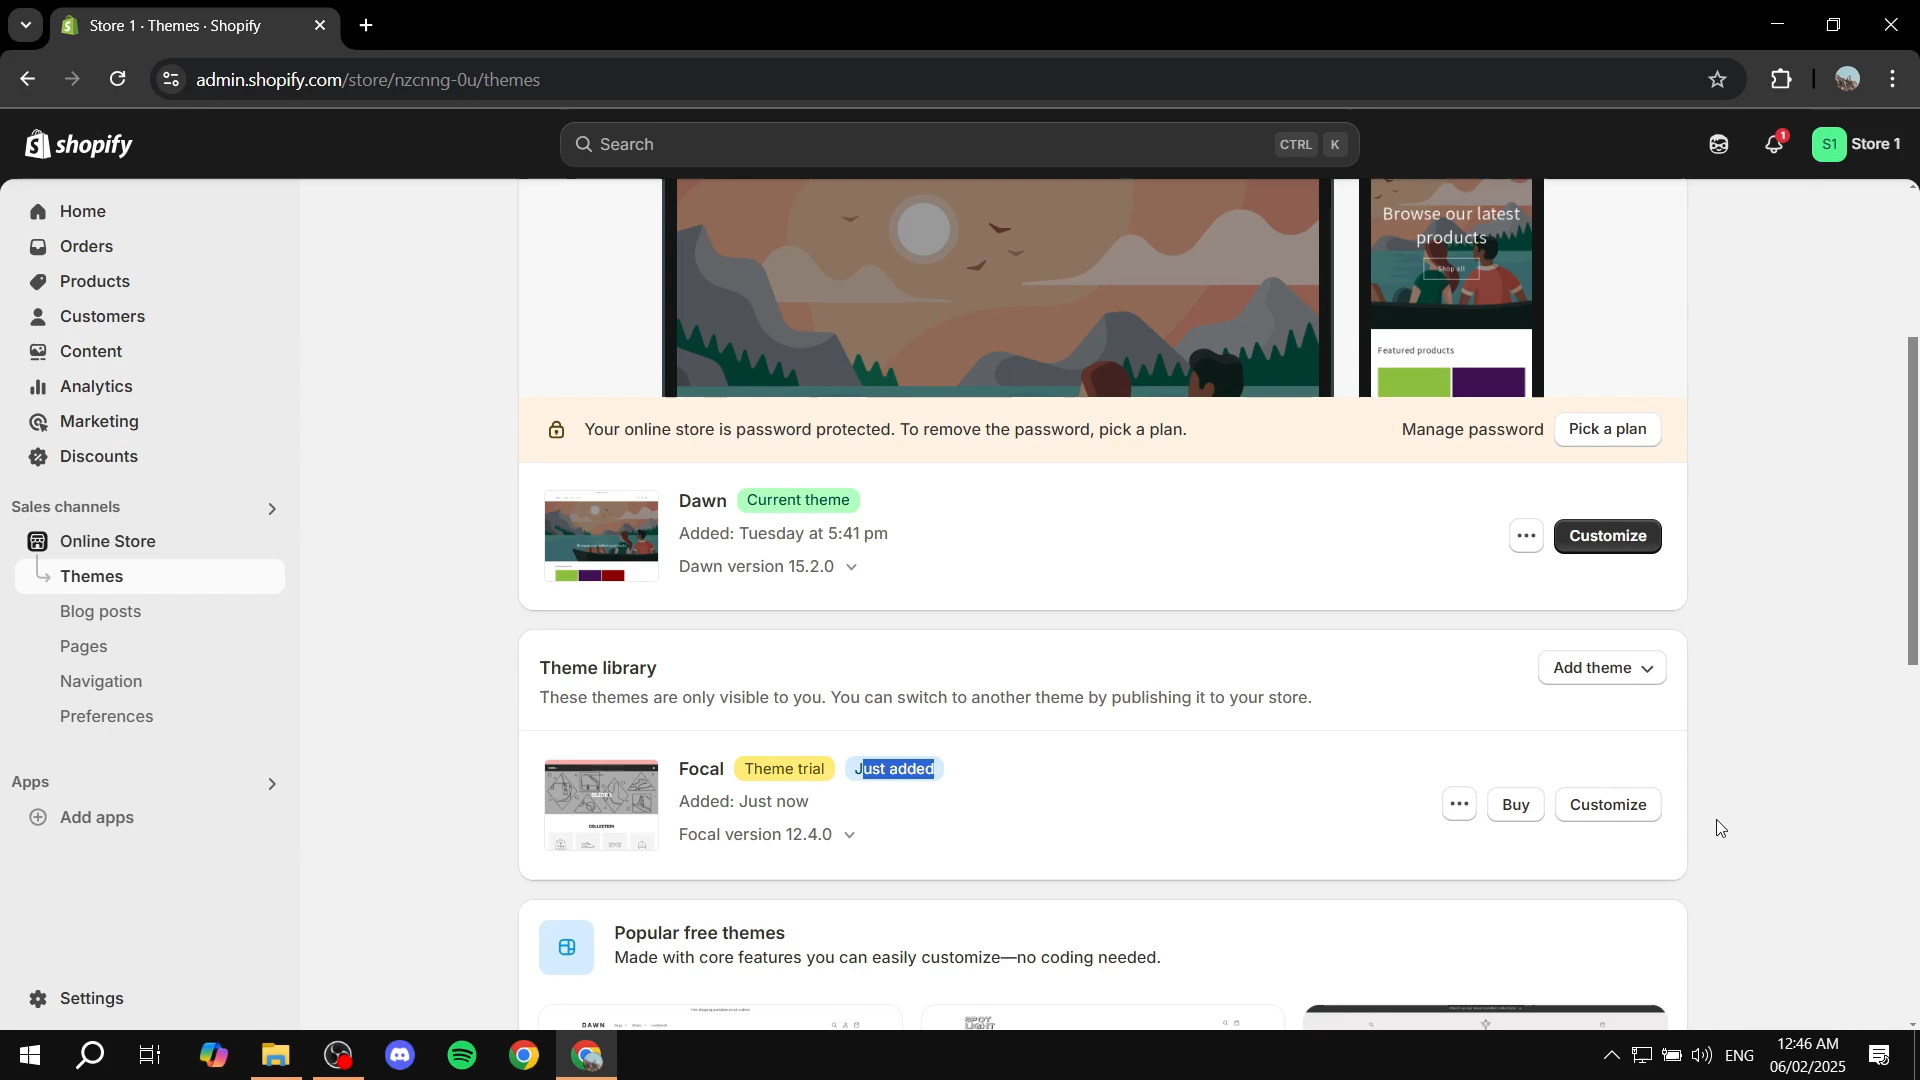 Store 1 · Themes · Shopify
admin.shopify.com/store/nzcnng-0u/themes
shopify
Search
CTRL K
1
S1 Store 1
Home
Orders
Products
Customers
Content
Analytics
Marketing
Discounts
Sales channels
Online Store
Themes
Blog posts
Pages
Navigation
Preferences
Apps
Add apps
Settings
Browse our latest
products
Shop all
Featured products
Your online store is password protected. To remove the password, pick a plan.
Manage password Pick a plan
Dawn Current theme
Added: Tuesday at 5:41 pm
Dawn version 15.2.0
Customize
Theme library
Add theme
These themes are only visible to you. You can switch to another theme by publishing it to your store.
Focal Theme trial Just added
Added: Just now
Focal version 12.4.0
Buy Customize
Popular free themes
Made with core features you can easily customize—no coding needed.
DAWN
SPOT
LIGHT
ENG
12:46 AM
06/02/2025